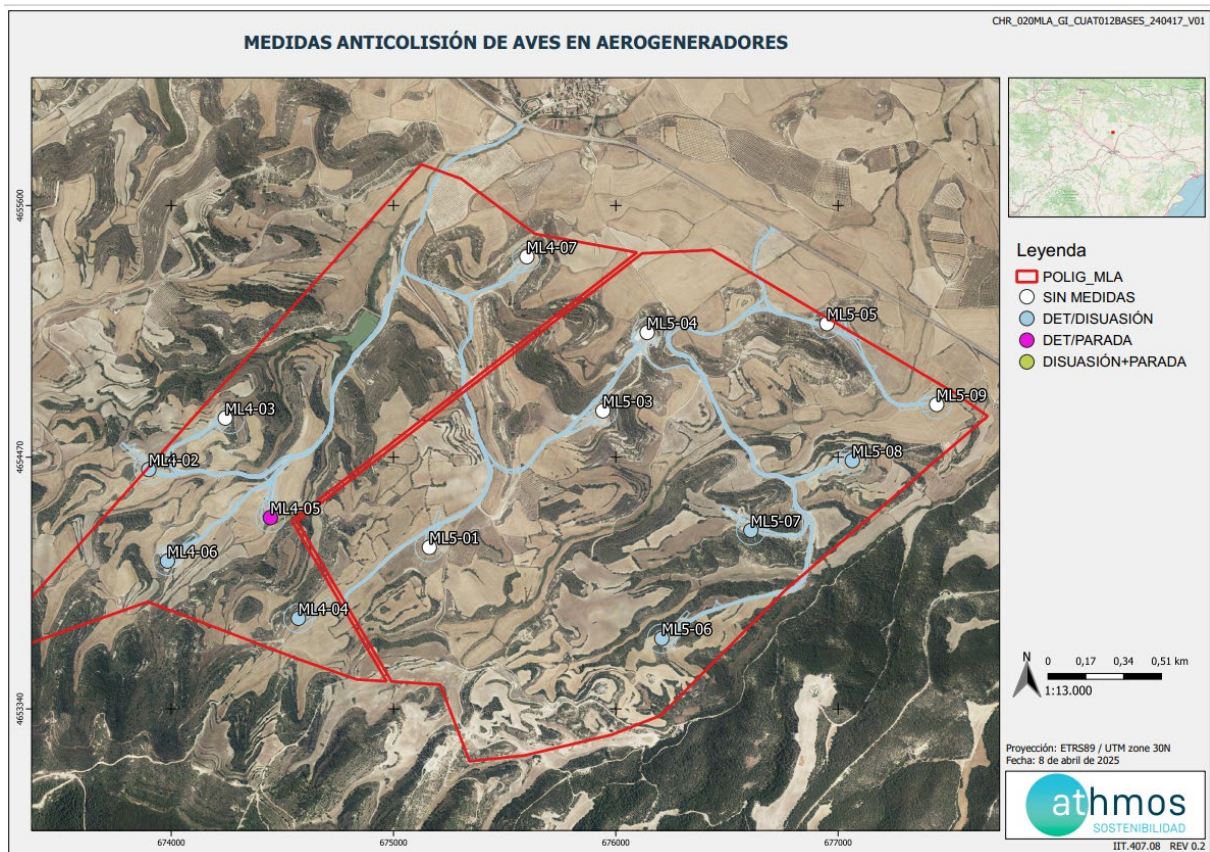 CHR_020MLA_GI_CUAT012BASES_240417_V01
MEDIDAS ANTICOLISIÓN DE AVES EN AEROGENERADORES
4655600
4654470
4653340
ML4-07
ML5-04
ML5-05
ML4-03
ML5-03
ML5-09
ML4-02
ML5-08
ML4-05
ML5-07
ML5-01
ML4-06
ML4-04
ML5-06
674000
675000
676000
677000
Leyenda
POLIG_MLA
SIN MEDIDAS
DET/DISUASIÓN
DET/PARADA
DISUASIÓN+PARADA
N
0 0,17 0,34 0,51 km
1:13.000
Proyección: ETRS89 / UTM zone 30N
Fecha: 8 de abril de 2025
athmos
SOSTENIBILIDAD
IIT.407.08 REV 0.2